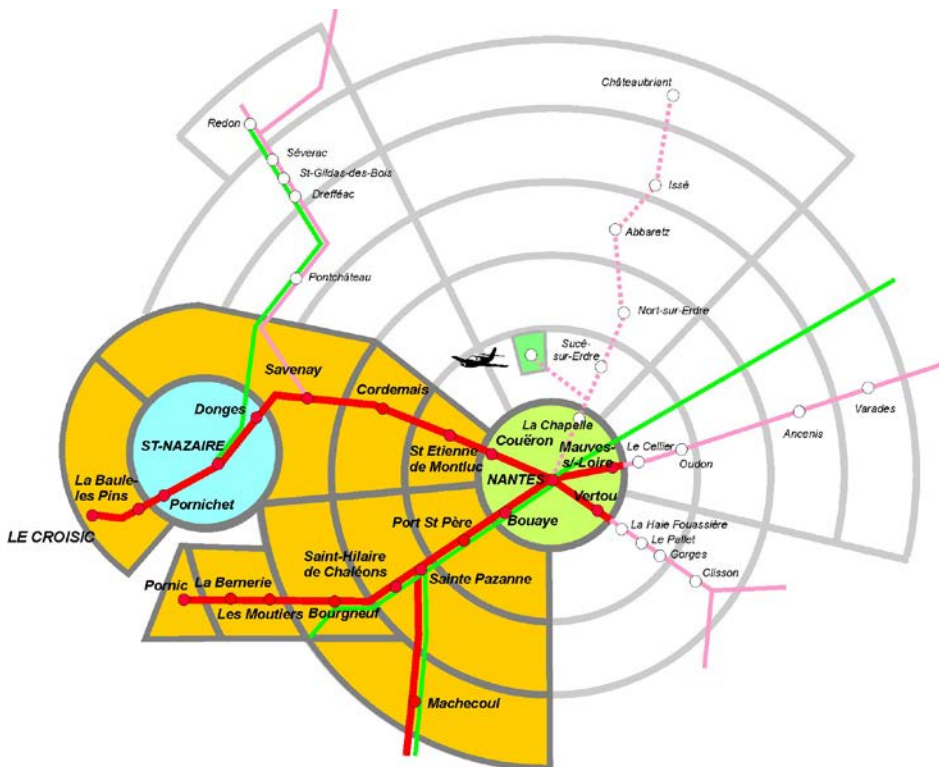 Châteaubriant
Redon
Séverac
St-Gildas-des-Bois
Drefféac
Issé
Abbaretz
Pontchâteau
Nort-sur-Erdre
Sucé-
sur-Erdre
Savenay
Cordemais
Varades
Donges
La Chapelle
Ancenis
Couëron
ST-NAZAIRE
St Etienne
de Montluc
Mauves-
s/-Loire
Le Cellier
Oudon
NANTES
La Baule-
les Pins
Vertou
Pornichet
Bouaye
Port St Père
LE CROISIC
La Haie Fouassière
Le Pallet
Gorges
Saint-Hilaire
de Chaléons
Clisson
Sainte Pazanne
Pornic
La Bernerie
Les Moutiers
Bourgneuf
Machecoul